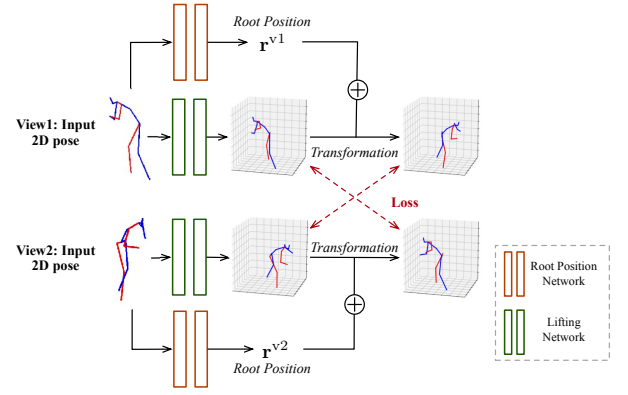 Root Position
r^v1
View1: Input
2D pose
Transformation
Loss
View2: Input
2D pose
Transformation
r^v2
Root Position
Root Position
Network
Lifting
Network